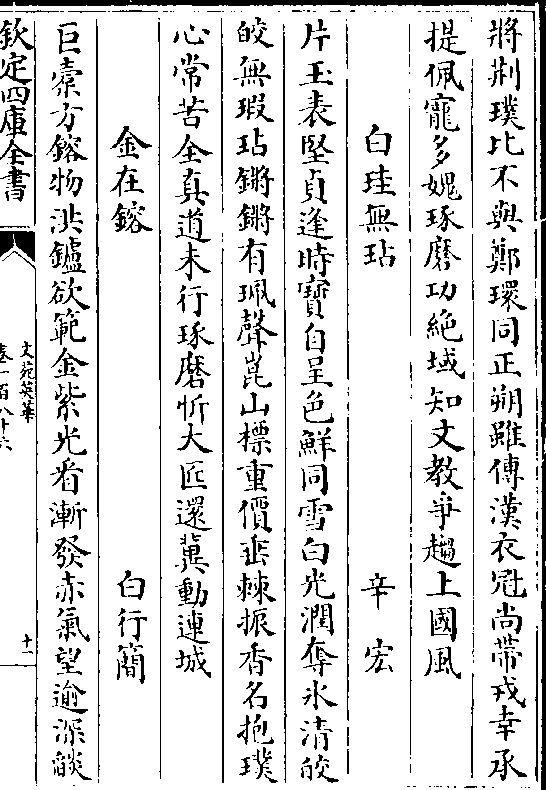 將荆璞比不與鄭環同正朔雖傳漢衣冠尚帶戎幸承
提佩寵多媿琢磨功絶域知文教爭趨上國風
白珪無玷 辛宏
片玉表堅貞逢時寶自呈色鮮同雪白光潤奪氷清皎
皎無瑕玷鏘鏘有珮聲崑山標重價垂棘振香名抱璞
心常苦全真道未行琢磨忻大匠還冀動連城
金在鎔 白行簡
巨橐方鎔物洪鑪欲範金紫光看漸發赤氣望逾深燄
欽定四庫全書
文苑英華
卷一百八十六
十一